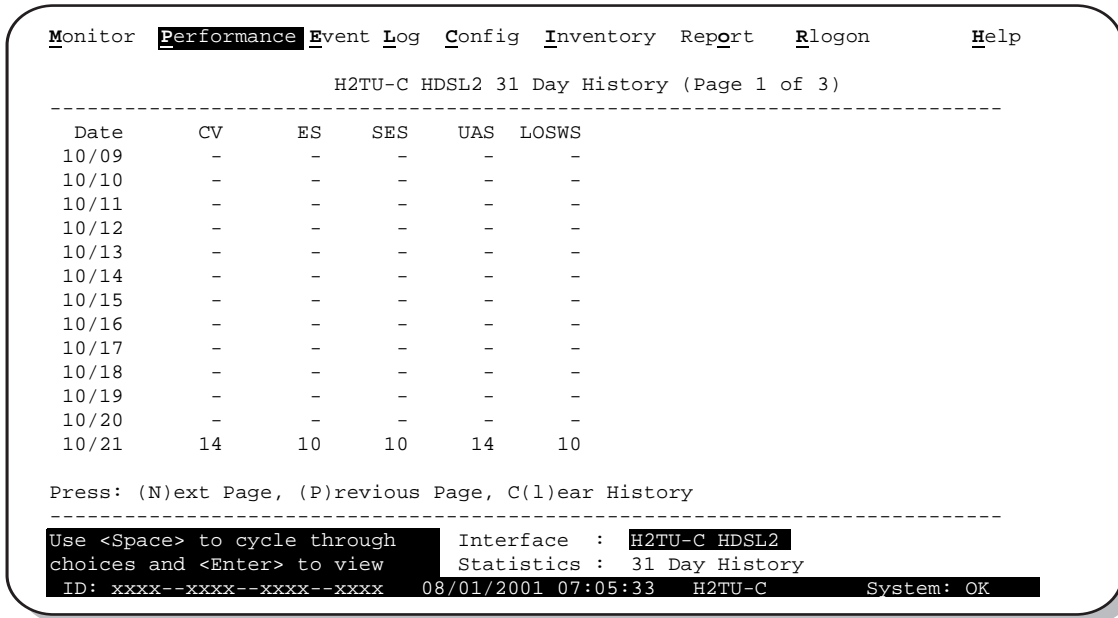 Monitor Performance Event Log Config Inventory Report Rlogon Help
H2TU-C HDSL2 31 Day History (Page 1 of 3)
--------------------------------------------------------------------------------
Date CV ES SES UAS LOSWS
10/09 - - - - -
10/10 - - - - -
10/11 - - - - -
10/12 - - - - -
10/13 - - - - -
10/14 - - - - -
10/15 - - - - -
10/16 - - - - -
10/17 - - - - -
10/18 - - - - -
10/19 - - - - -
10/20 - - - - -
10/21 14 10 10 14 10
Press: (N)ext Page, (P)revious Page, C(l)ear History
--------------------------------------------------------------------------------
Use <Space> to cycle through Interface : H2TU-C HDSL2
choices and <Enter> to view Statistics : 31 Day History
ID: xxxx--xxxx--xxxx--xxxx 08/01/2001 07:05:33 H2TU-C System: OK